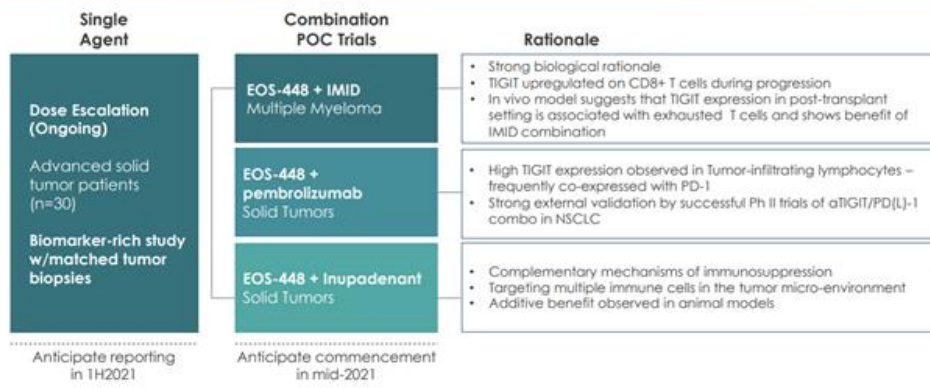 Single
Agent
Combination
POC Trials
Rationale
Dose Escalation
(Ongoing)
Advanced solid
tumor patients
(n=30)
Biomarker-rich study
w/matched tumor
biopsies
Anticipate reporting
in 1H2021
EOS-448 + IMID
Multiple Myeloma
EOS-448 +
pembrolizumab
Solid Tumors
EOS-448 + Inupadenant
Solid Tumors
Anticipate commencement
in mid-2021
• Strong biological rationale
• TIGIT upregulated on CD8+ T cells during progression
• In vivo model suggests that TIGIT expression in post-transplant
setting is associated with exhausted T cells and shows benefit of
IMID combination
• High TIGIT expression observed in Tumor-infiltrating lymphocytes –
frequently co-expressed with PD-1
• Strong external validation by successful Ph II trials of aTIGIT/PD(L)-1
combo in NSCLC
• Complementary mechanisms of immunosuppression
• Targeting multiple immune cells in the tumor micro-environment
• Additive benefit observed in animal models